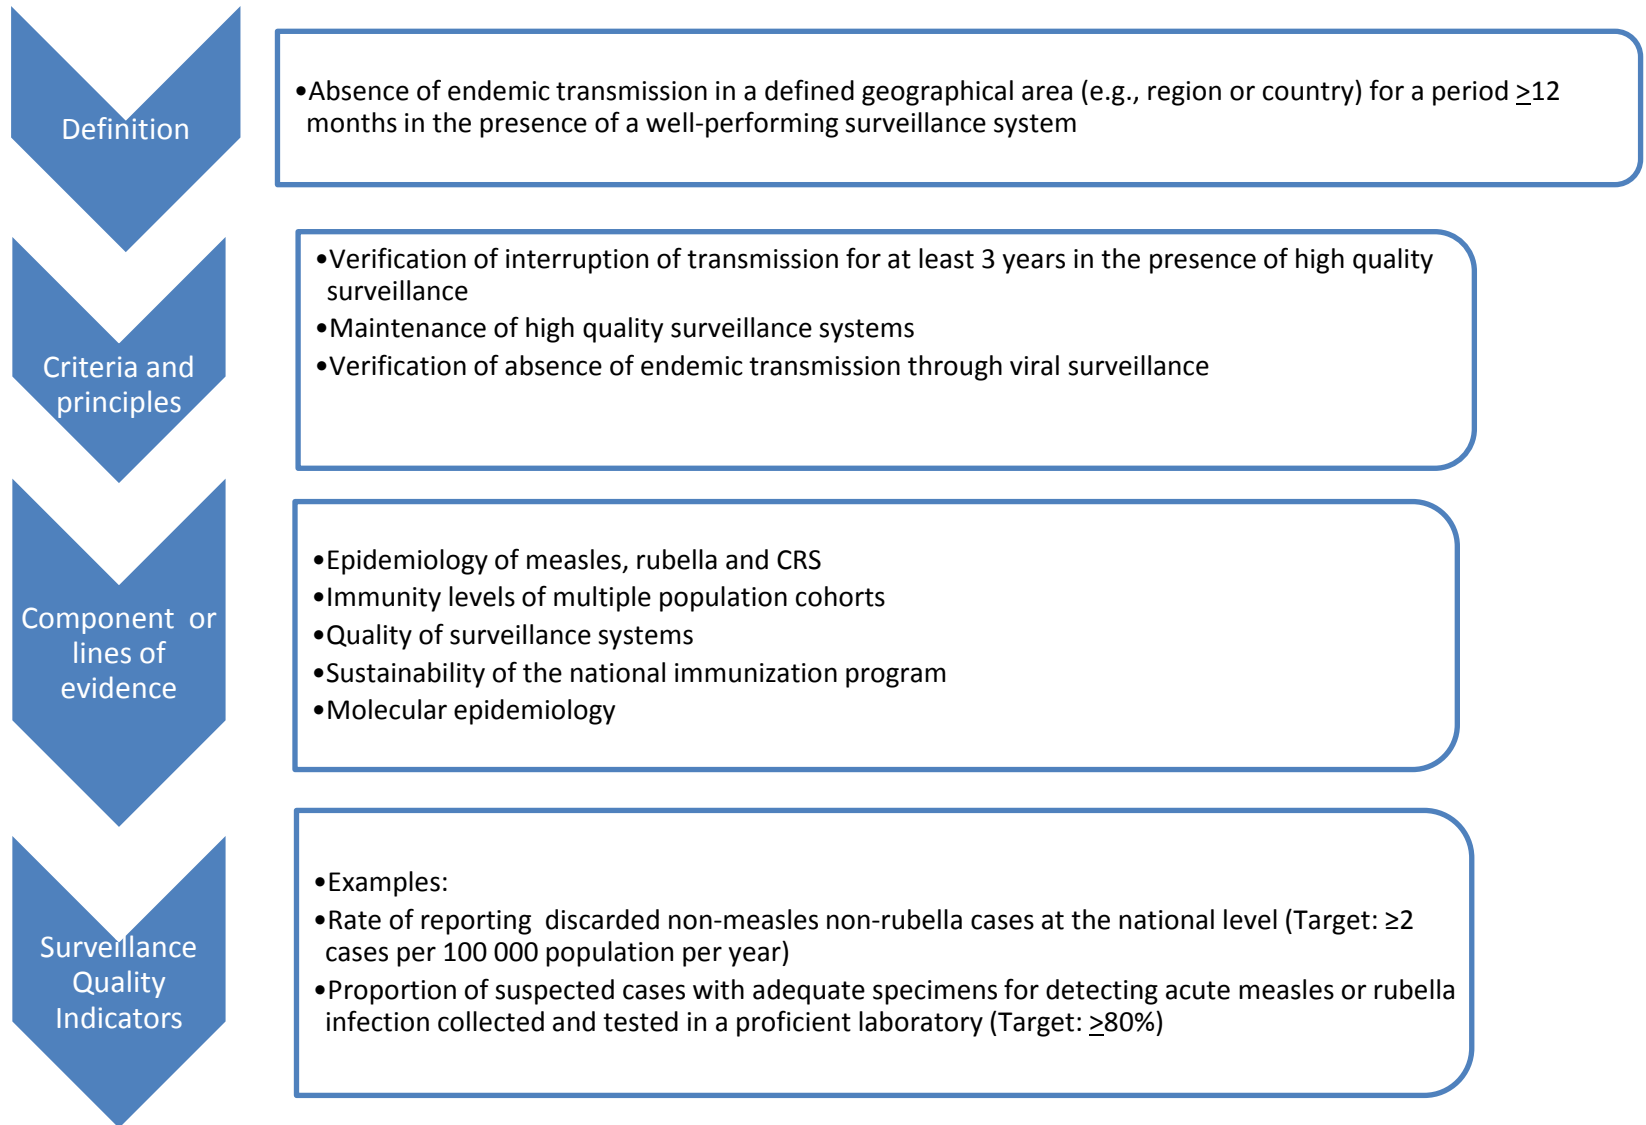 Definition
•Absence of endemic transmission in a defined geographical area (e.g., region or country) for a period ≥12
months in the presence of a well-performing surveillance system
Criteria and
principles
•Verification of interruption of transmission for at least 3 years in the presence of high quality
surveillance
•Maintenance of high quality surveillance systems
•Verification of absence of endemic transmission through viral surveillance
Component or
lines of
evidence
•Epidemiology of measles, rubella and CRS
•Immunity levels of multiple population cohorts
•Quality of surveillance systems
•Sustainability of the national immunization program
•Molecular epidemiology
Surveillance
Quality
Indicators
•Examples:
•Rate of reporting discarded non-measles non-rubella cases at the national level (Target: ≥2
cases per 100 000 population per year)
•Proportion of suspected cases with adequate specimens for detecting acute measles or rubella
infection collected and tested in a proficient laboratory (Target: ≥80%)